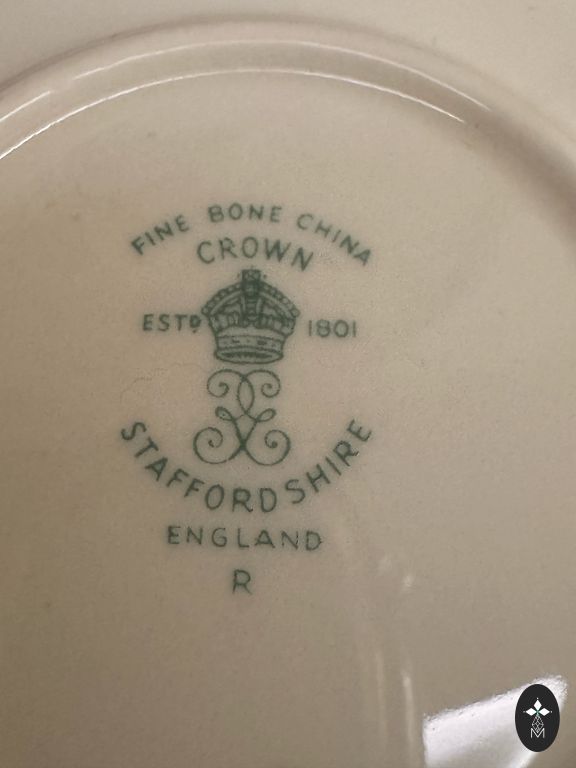 FINE BONE CHINA
CROWN
ESTD 1801
STAFFORDSHIRE
ENGLAND
R
M